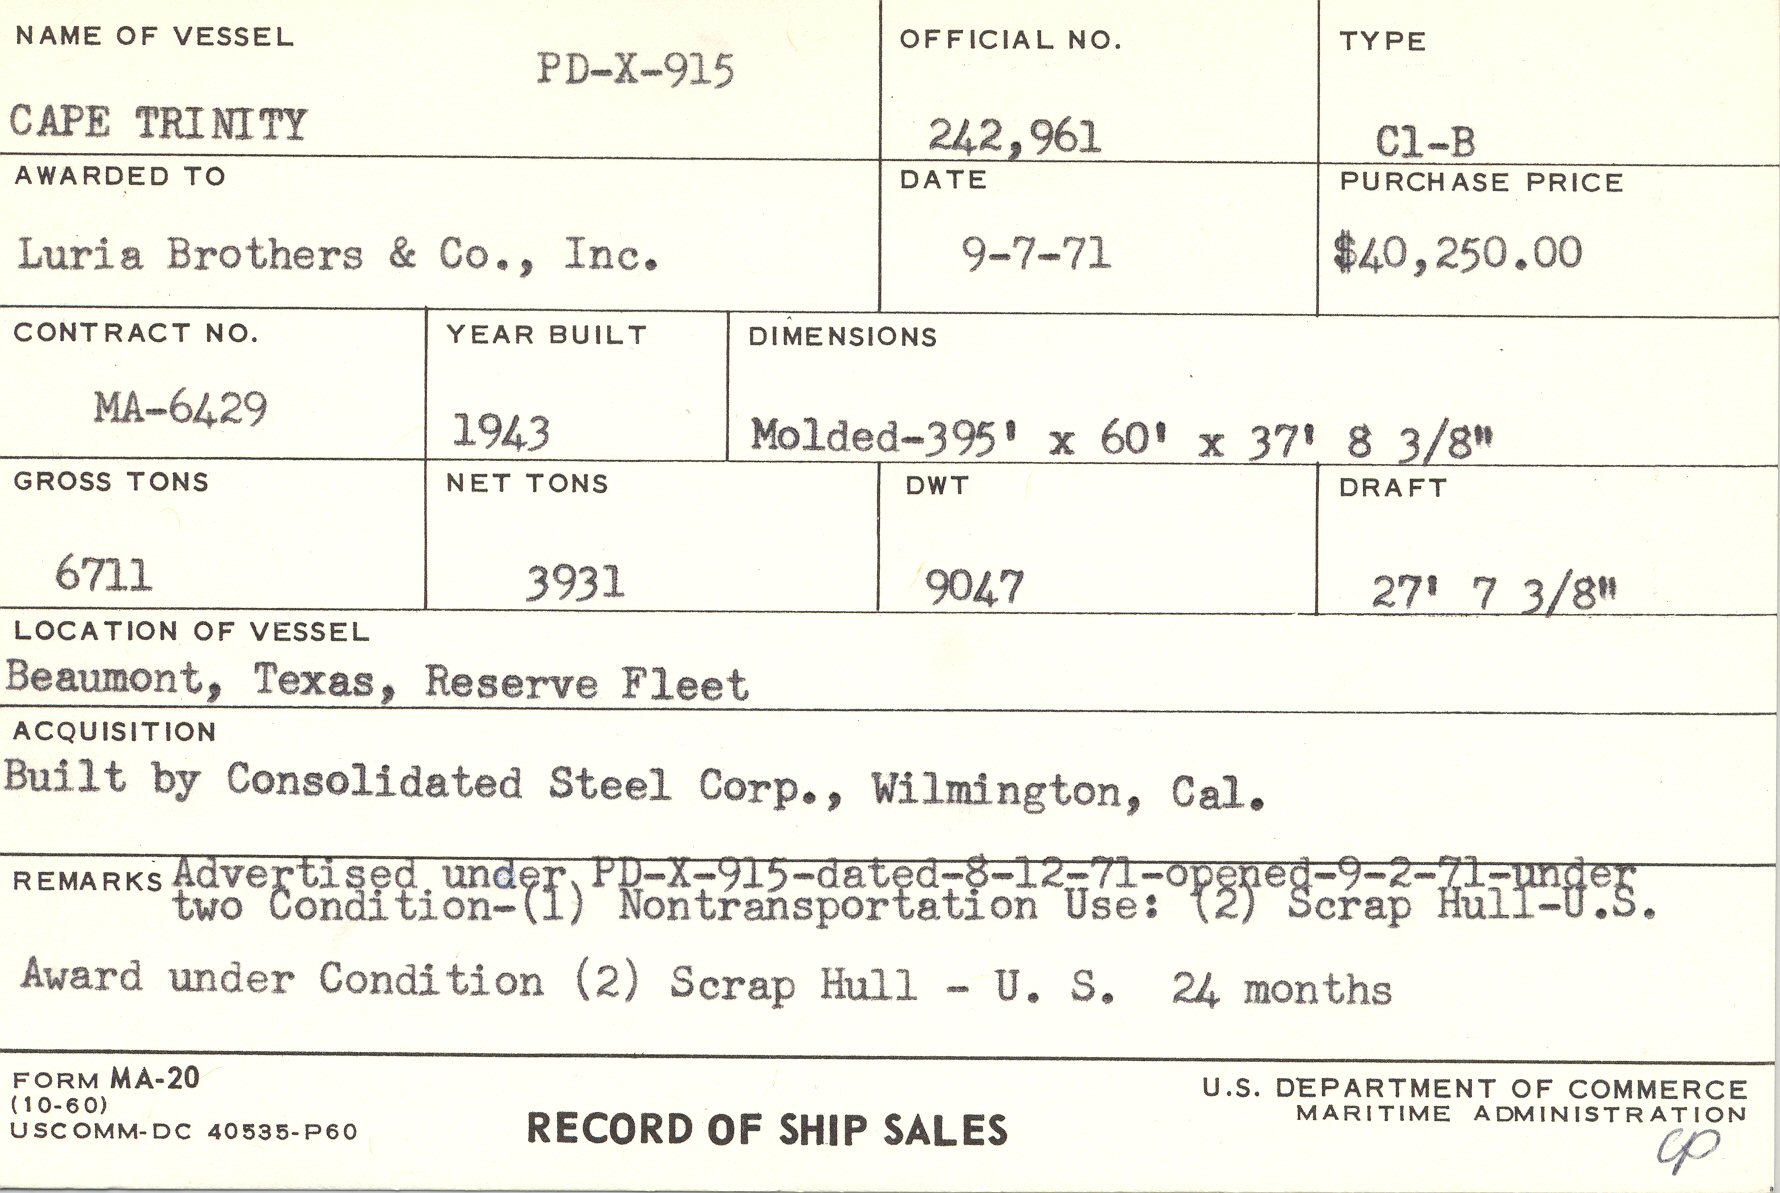 NAME OF VESSEL
PD-X-915
CAPE TRINITY
OFFICIAL NO.
242,961
TYPE
C1-B
AWARDED TO
Luria Brothers & Co., Inc.
DATE
9-7-71
PURCHASE PRICE
$40,250.00
CONTRACT NO.
MA-6429
YEAR BUILT
1943
DIMENSIONS
Molded-395' x 60' x 37' 8 3/8"
GROSS TONS
6711
NET TONS
3931
DWT
9047
DRAFT
27' 7 3/8"
LOCATION OF VESSEL
Beaumont, Texas, Reserve Fleet
ACQUISITION
Built by Consolidated Steel Corp., Wilmington, Cal.
REMARKS Advertised under PD-X-915-dated-8-12-71-opened-9-2-71-under
two Condition-(1) Nontransportation Use: (2) Scrap Hull-U.S.
Award under Condition (2) Scrap Hull - U. S. 24 months
FORM MA-20
(10-60)
USCOMM-DC 40535-P60
RECORD OF SHIP SALES
U.S. DEPARTMENT OF COMMERCE
MARITIME ADMINISTRATION